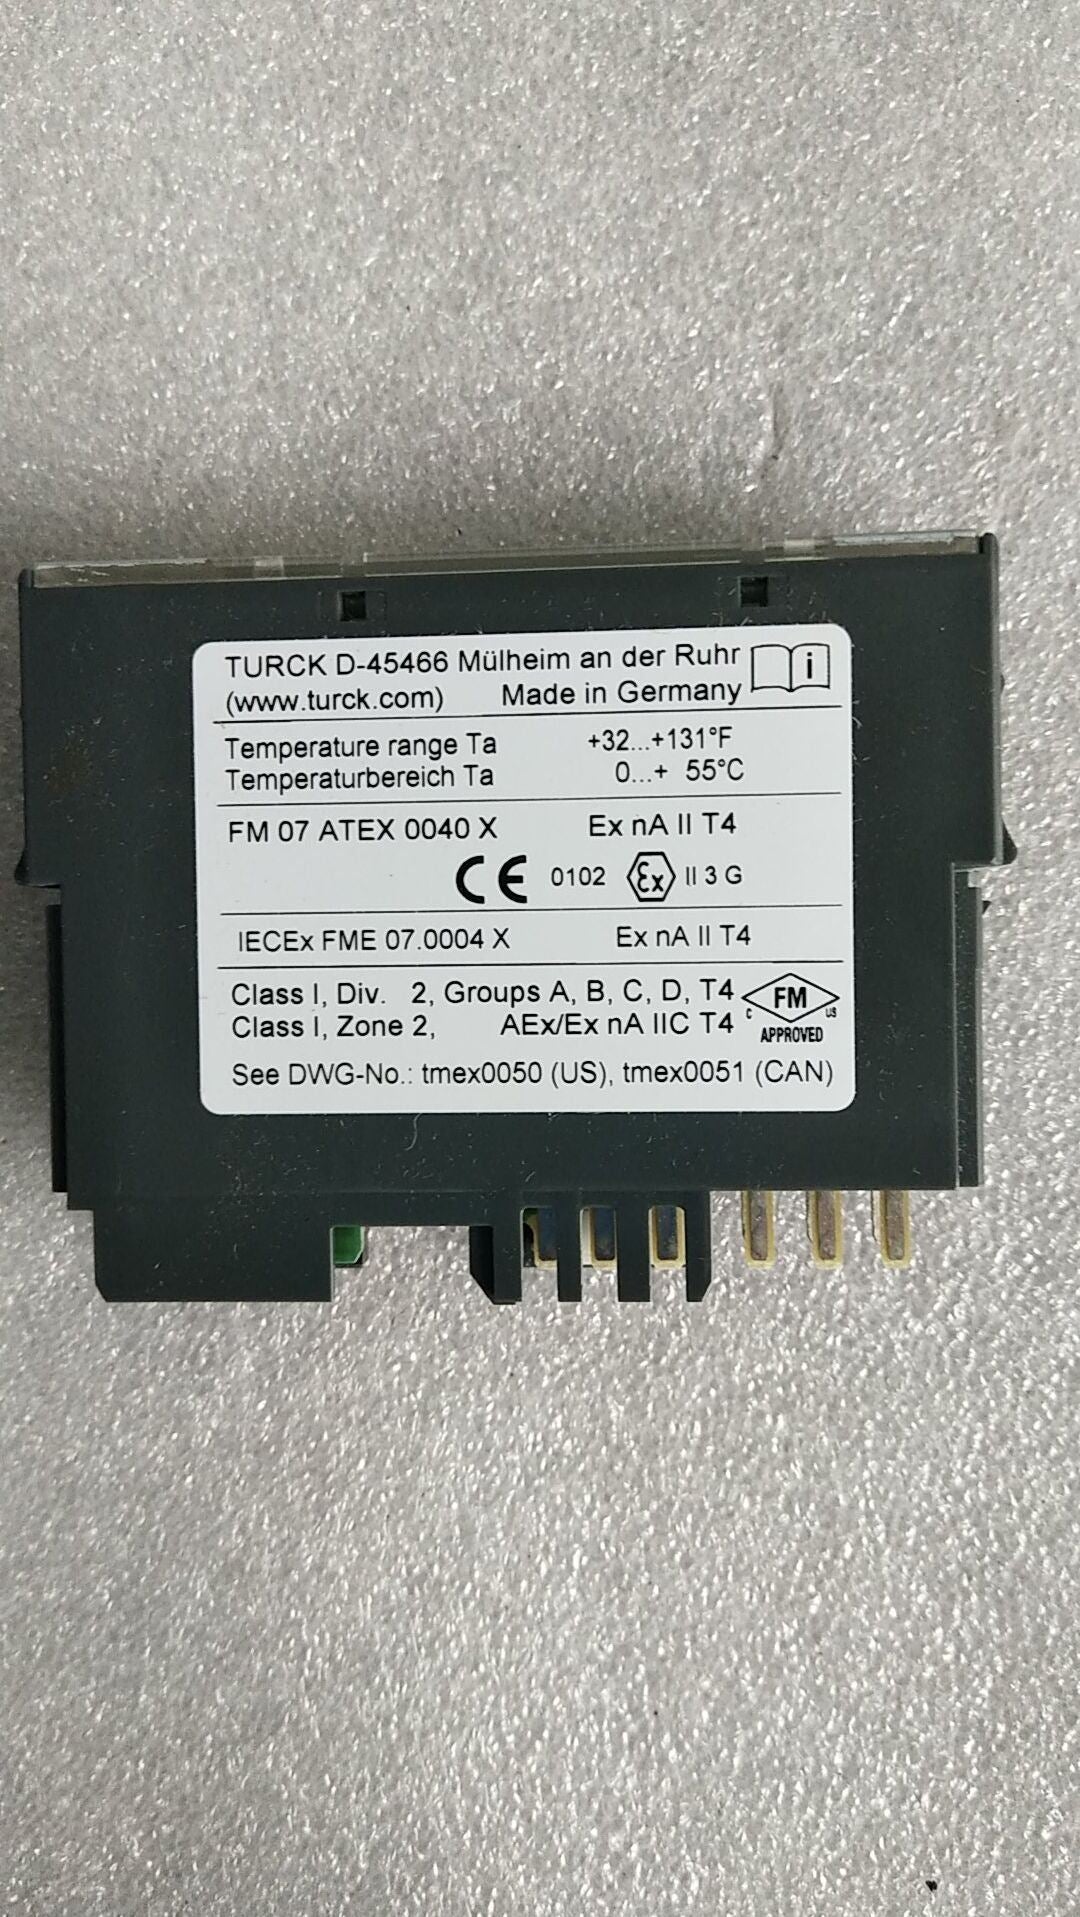 TURCK D-45466 Mülheim an der Ruhr
(www.turck.com) Made in Germany
i
Temperature range Ta +32...+131°F
Temperaturbereich Ta 0...+ 55°C
FM 07 ATEX 0040 X Ex nA II T4
CE 0102 Ex II 3 G
IECEx FME 07.0004 X Ex nA II T4
Class I, Div. 2, Groups A, B, C, D, T4
Class I, Zone 2, AEx/Ex nA IIC T4
FM
C US
APPROVED
See DWG-No.: tmex0050 (US), tmex0051 (CAN)